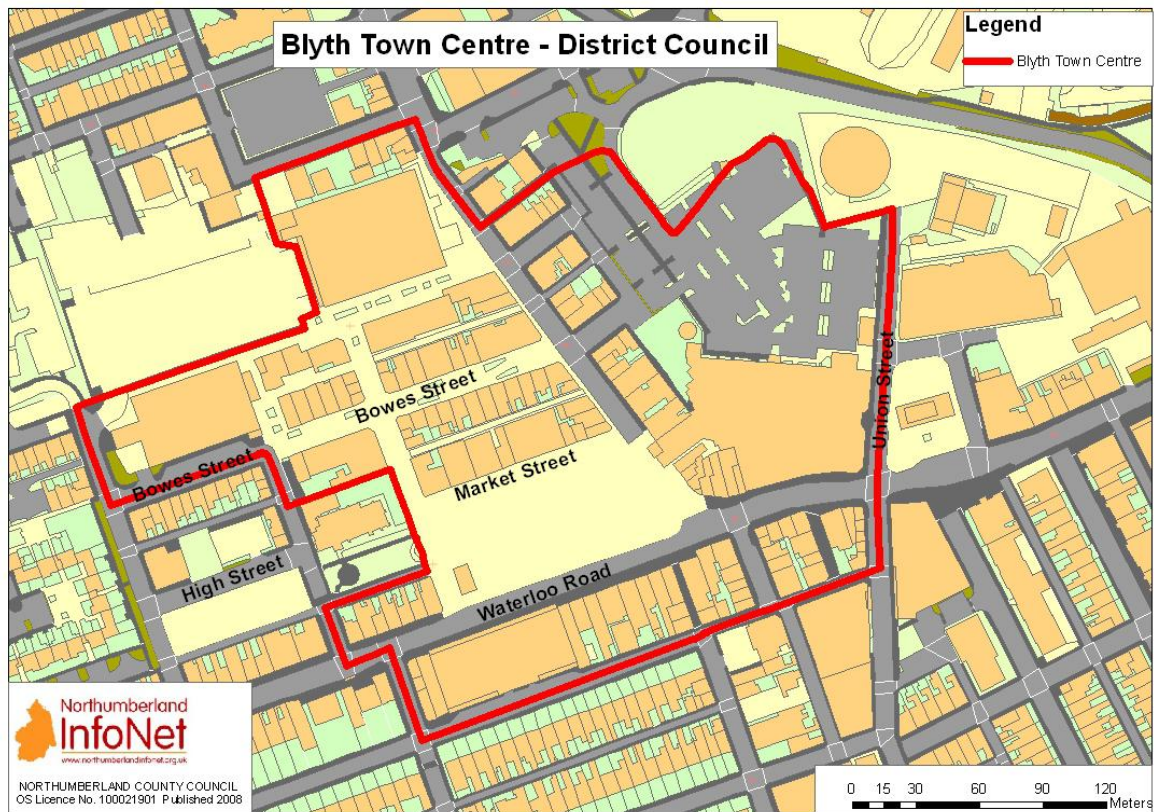 Blyth Town Centre - District Council
Legend
Blyth Town Centre
Bowes Street
Union Street
Market Street
Bowes Street
High Street
Waterloo Road
Northumberland
InfoNet
www.northumberlandinfonet.org.uk
NORTHUMBERLAND COUNTY COUNCIL
OS Licence No. 100021901 Published 2008
0 15 30 60 90 120
Meters